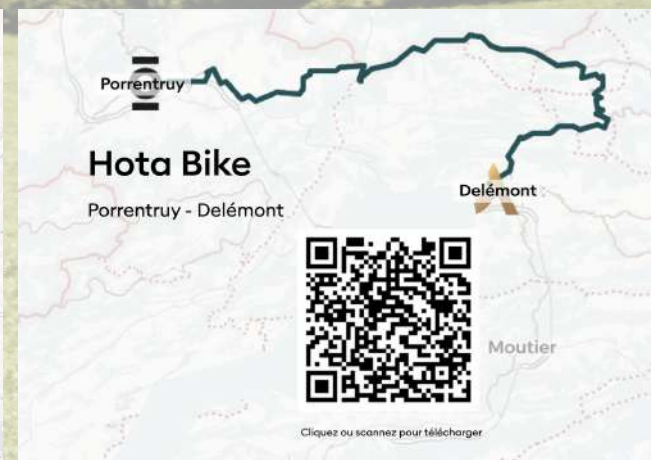 Porrentruy
Hota Bike
Porrentruy - Delémont
Delémont
Moutier
Cliquez ou scannez pour télécharger